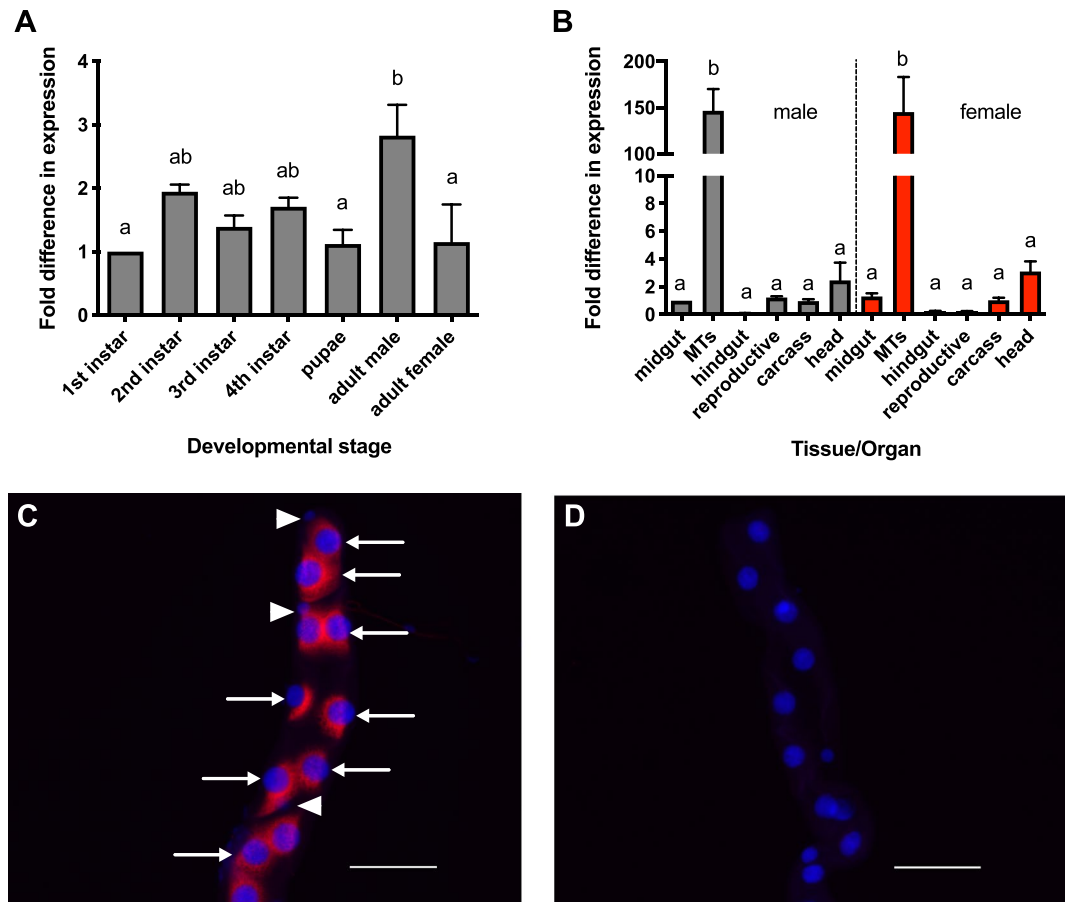 A
Fold difference in expression
4
3
2
1
0
a
ab
ab
ab
a
b
a
1st instar
2nd instar
3rd instar
4th instar
pupae
adult male
adult female
Developmental stage
B
Fold difference in expression
200
150
100
10
8
6
4
2
0
male
female
a
b
a
a
a
a
a
b
a
a
a
a
midgut
MTs
hindgut
reproductive
carcass
head
midgut
MTs
hindgut
reproductive
carcass
head
Tissue/Organ
C
D